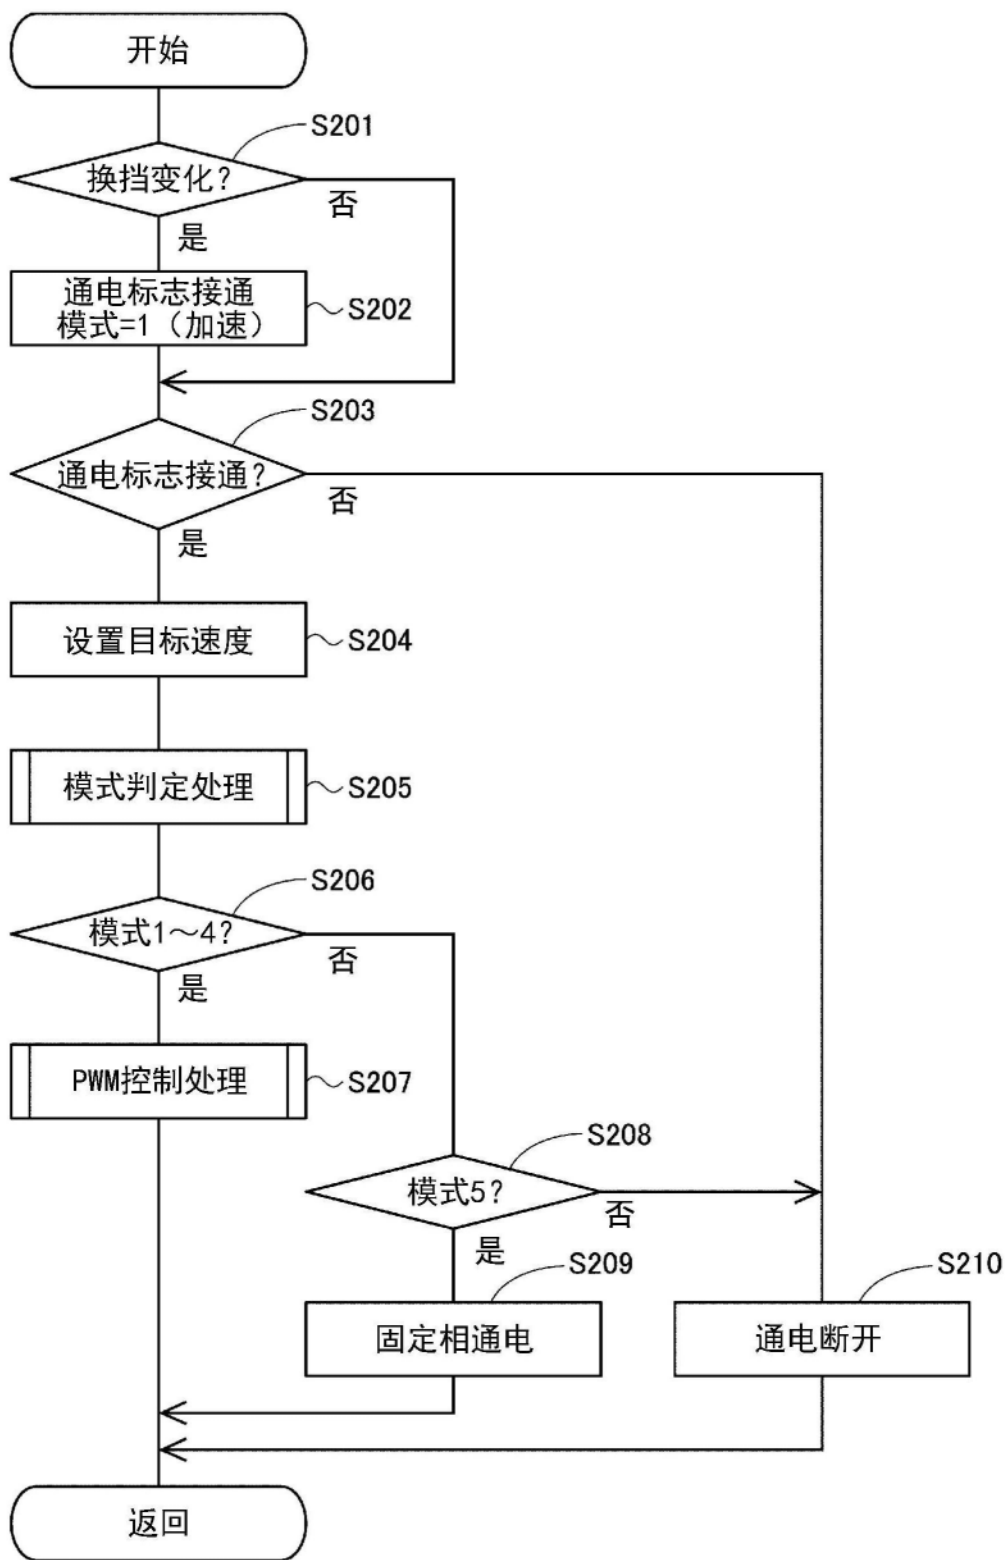 开始
S201
换挡变化?
否
是
通电标志接通
模式=1（加速）
S202
S203
通电标志接通?
否
是
设置目标速度
S204
模式判定处理
S205
S206
模式1～4?
否
是
PWM控制处理
S207
S208
模式5?
否
是
S209
S210
固定相通电
通电断开
返回